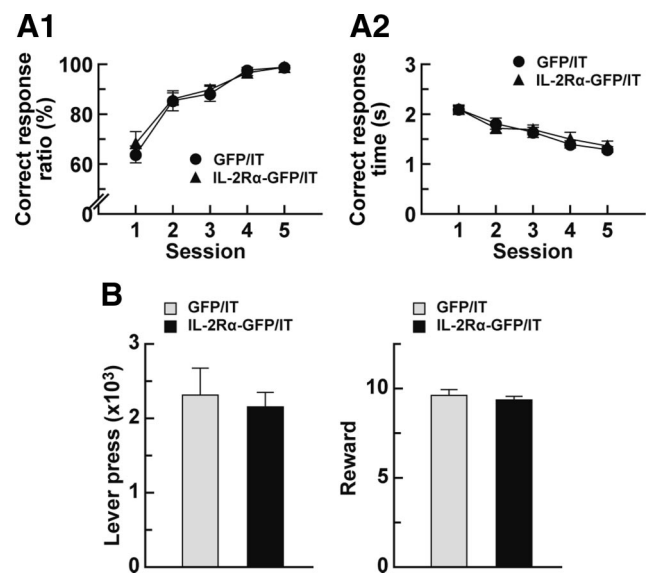 A1
Correct response
ratio (%)
100
80
60
0
GFP/IT
IL-2Rα-GFP/IT
1 2 3 4 5
Session
A2
Correct response
time (s)
3
2
1
0
GFP/IT
IL-2Rα-GFP/IT
1 2 3 4 5
Session
B
GFP/IT
IL-2Rα-GFP/IT
Lever press (x10³)
3
2
1
0
GFP/IT
IL-2Rα-GFP/IT
Reward
10
5
0